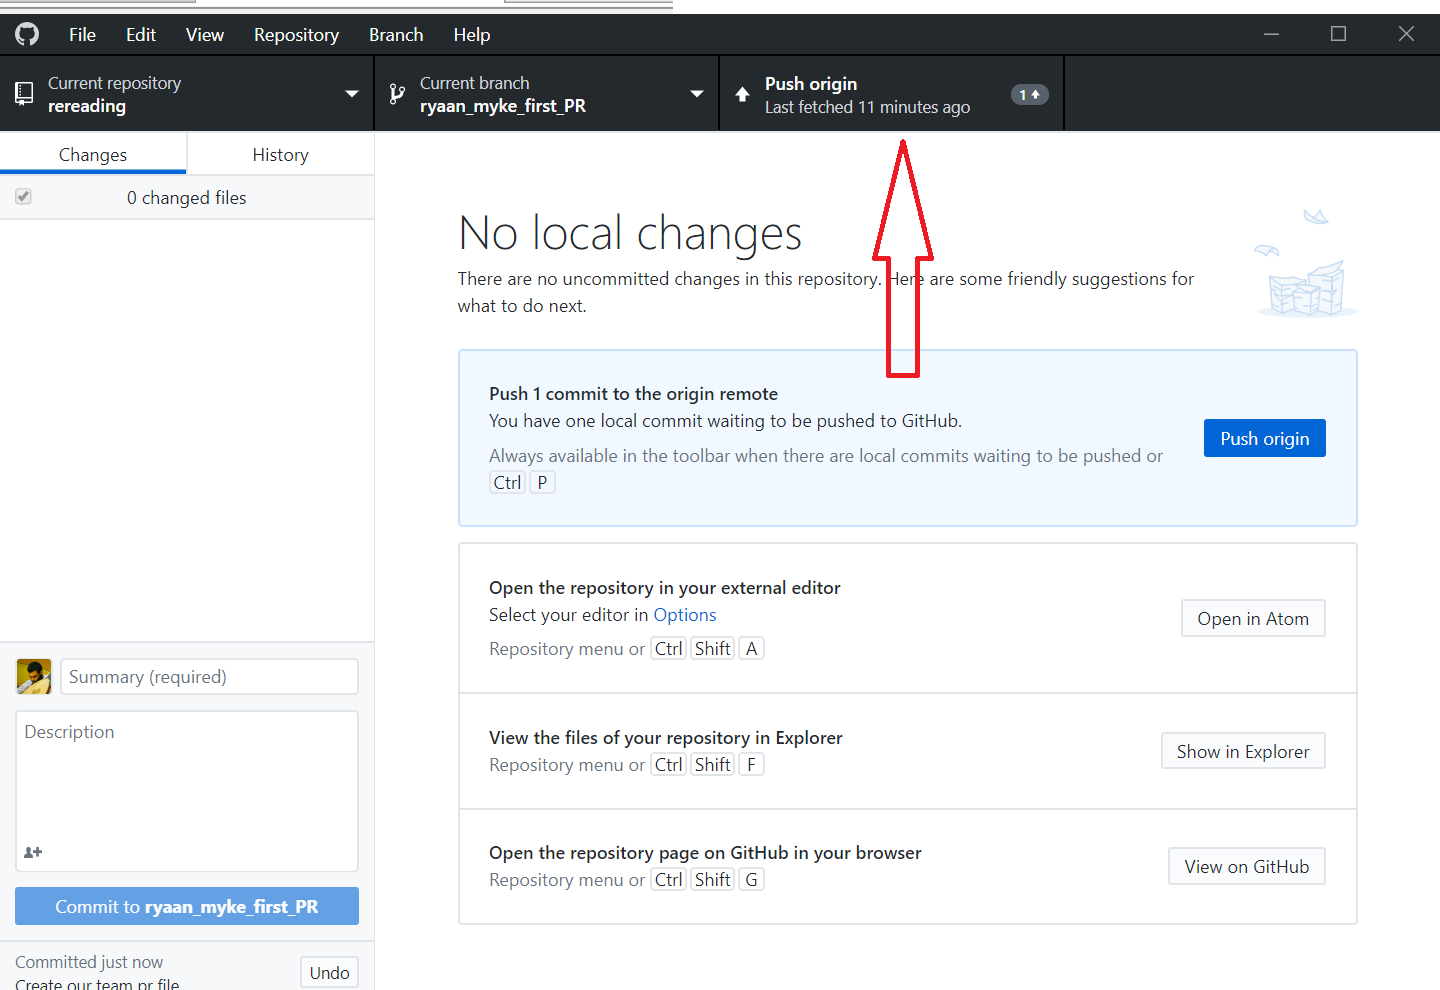 File Edit View Repository Branch Help
Current repository
rereading
Current branch
ryaan_myke_first_PR
Push origin
Last fetched 11 minutes ago
1
Changes History
0 changed files
No local changes
There are no uncommitted changes in this repository. Here are some friendly suggestions for
what to do next.
Push 1 commit to the origin remote
You have one local commit waiting to be pushed to GitHub.
Always available in the toolbar when there are local commits waiting to be pushed or
Ctrl P
Push origin
Open the repository in your external editor
Select your editor in Options
Repository menu or Ctrl Shift A
Open in Atom
View the files of your repository in Explorer
Repository menu or Ctrl Shift F
Show in Explorer
Open the repository page on GitHub in your browser
Repository menu or Ctrl Shift G
View on GitHub
Summary (required)
Description
Commit to ryaan_myke_first_PR
Committed just now
Create our team pr file
Undo